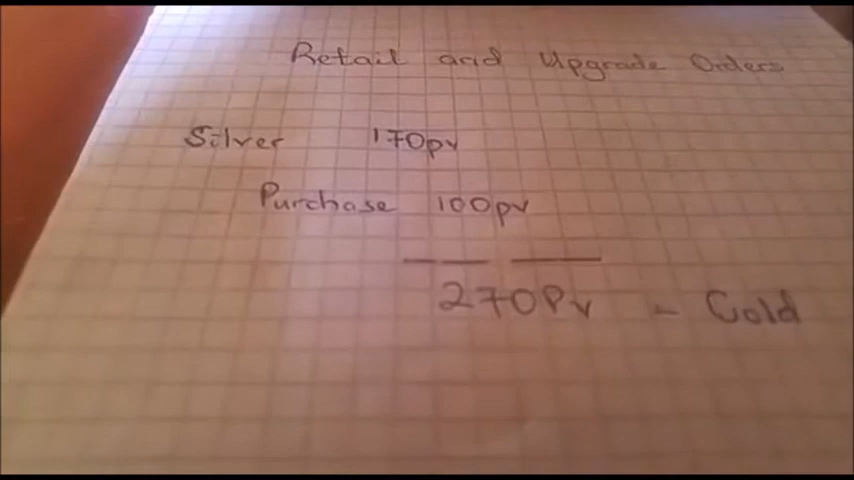 Retail and Upgrade Orders
Silver 170pv
Purchase 100pv
270Pv - Gold